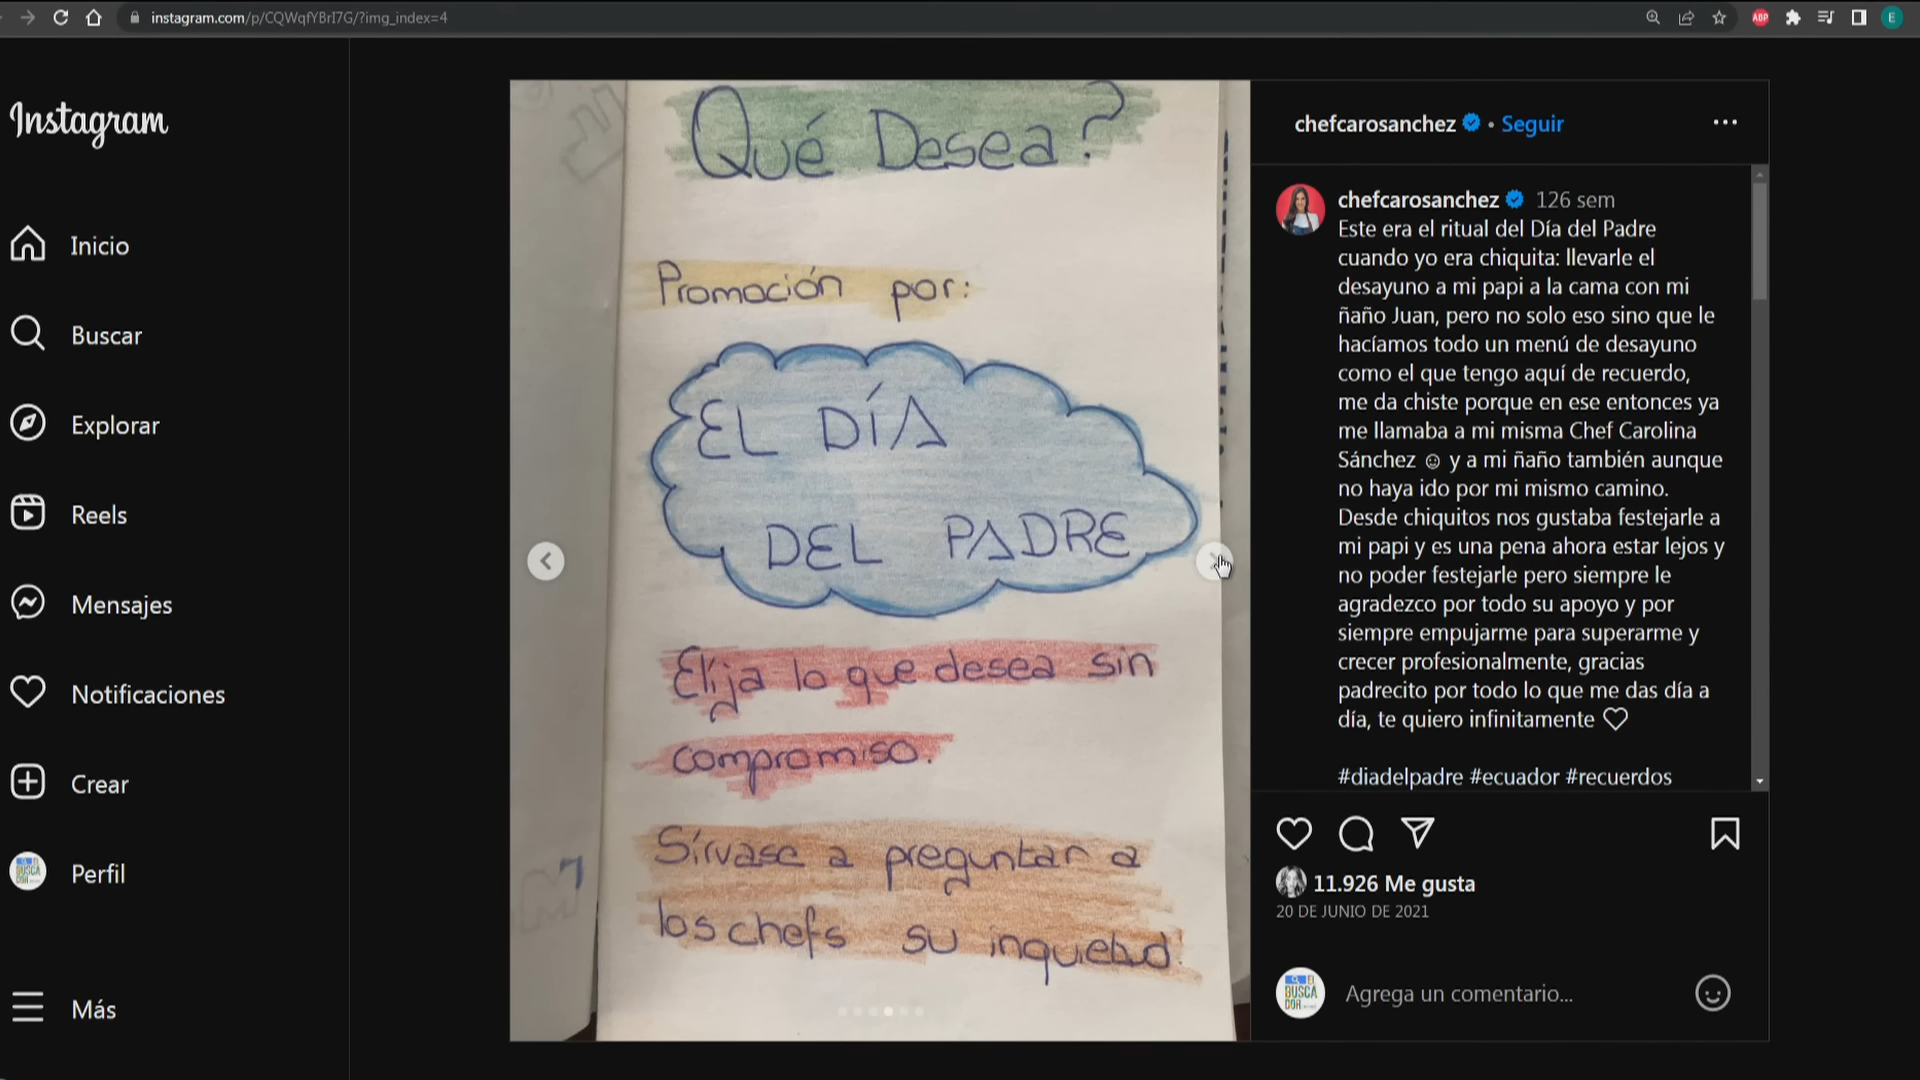 instagram.com/p/CQWqfYBrI7G/?img_index=4
ABP
E
Instagram
Inicio
Buscar
Explorar
Reels
Mensajes
Notificaciones
Crear
Perfil
Más
Qué Desea?
Promoción por:
EL DÍA
DEL PADRE
Elija lo que desea sin
compromiso.
Sírvase a preguntar a
los chefs su inquietud.
chefcarosanchez • Seguir
chefcarosanchez 126 sem
Este era el ritual del Día del Padre
cuando yo era chiquita: llevarle el
desayuno a mi papi a la cama con mi
ñaño Juan, pero no solo eso sino que le
hacíamos todo un menú de desayuno
como el que tengo aquí de recuerdo,
me da chiste porque en ese entonces ya
me llamaba a mi misma Chef Carolina
Sánchez ☺ y a mi ñaño también aunque
no haya ido por mi mismo camino.
Desde chiquitos nos gustaba festejarle a
mi papi y es una pena ahora estar lejos y
no poder festejarle pero siempre le
agradezco por todo su apoyo y por
siempre empujarme para superarme y
crecer profesionalmente, gracias
padrecito por todo lo que me das día a
día, te quiero infinitamente ♡
#diadelpadre #ecuador #recuerdos
11.926 Me gusta
20 DE JUNIO DE 2021
EL
BUSCA
DOR
Agrega un comentario...